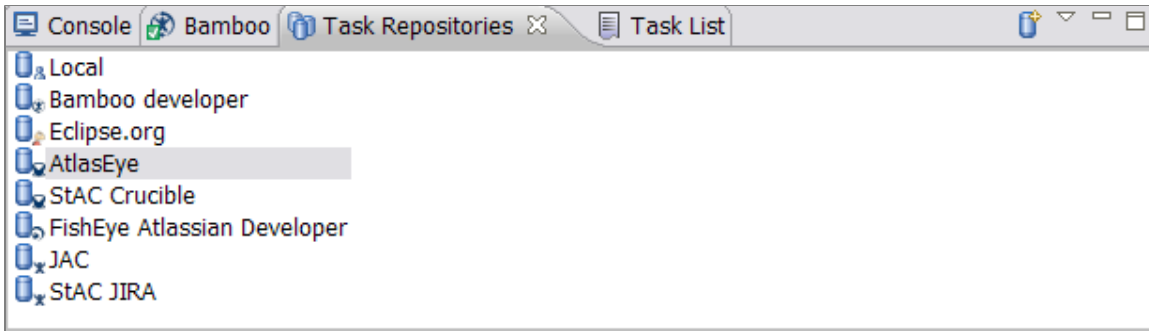 Console Bamboo Task Repositories Task List
Local
Bamboo developer
Eclipse.org
AtlasEye
StAC Crucible
FishEye Atlassian Developer
JAC
StAC JIRA